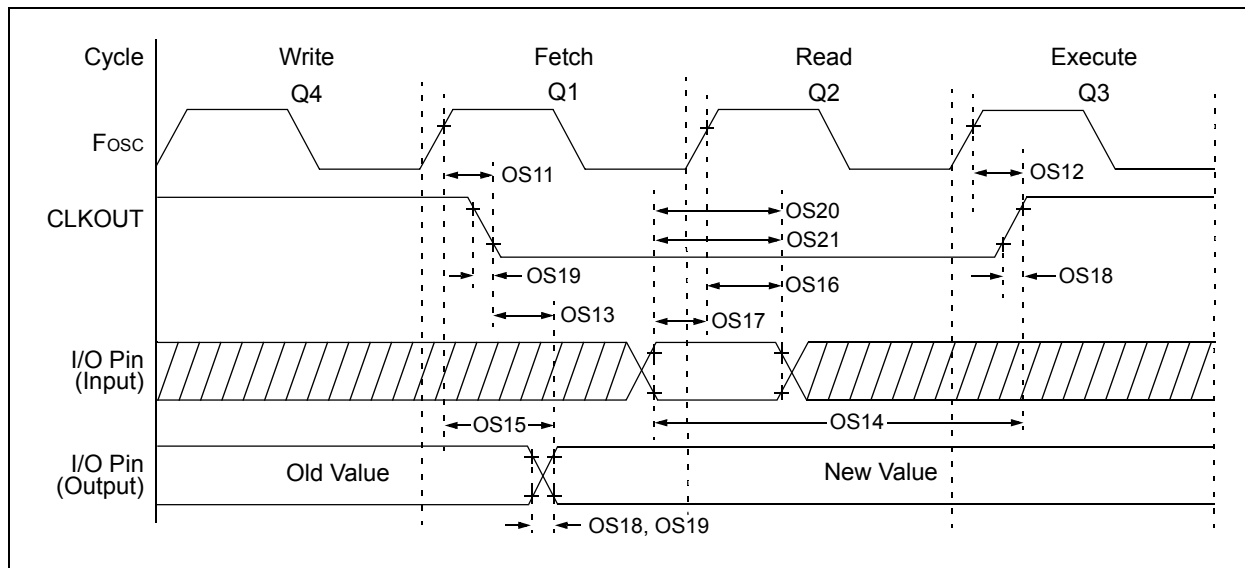 Cycle Write Fetch Read Execute
Q4 Q1 Q2 Q3
Fosc
OS11 OS12
CLKOUT
OS20
OS21
OS19 OS16 OS18
OS13 OS17
I/O Pin
(Input)
OS15 OS14
I/O Pin
(Output)
Old Value New Value
OS18, OS19